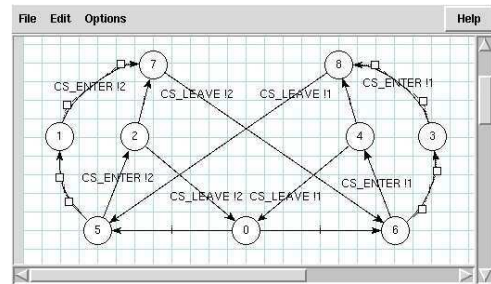 File Edit Options Help
7 8
CS_ENTER !2 CS_LEAVE !2 CS_LEAVE !1 CS_ENTER !1
1 2 4 3
CS_ENTER !2 CS_LEAVE !2 CS_LEAVE !1 CS_ENTER !1
5 0 6